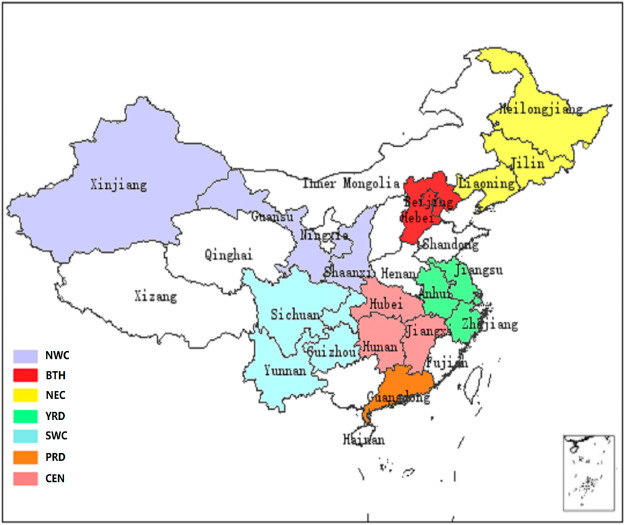 Heilongjiang
Jilin
Liaoning
Xinjiang
Inner Mongolia
Beijing
Hebei
Guansu
Ningxia
Shandong
Qinghai
Shaanxi
Henan
Jiangsu
Xizang
Anhui
Hubei
Sichuan
Zhejiang
Jiangxi
Hunan
Guizhou
Fujian
Yunnan
Guangdong
Hainan
NWC
BTH
NEC
YRD
SWC
PRD
CEN